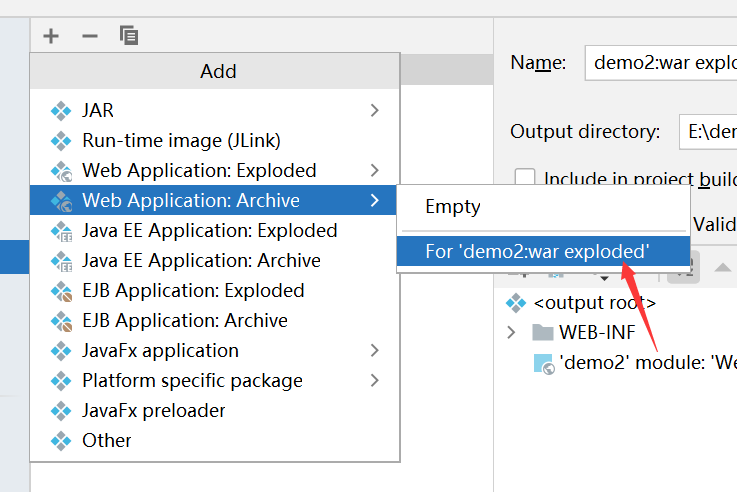 Add
JAR
Run-time image (JLink)
Web Application: Exploded
Web Application: Archive
Java EE Application: Exploded
Java EE Application: Archive
EJB Application: Exploded
EJB Application: Archive
JavaFx application
Platform specific package
JavaFx preloader
Other
Empty
For 'demo2:war exploded'
Name: demo2:war explo
Output directory: E:\den
Include in project build
Valid
<output root>
WEB-INF
'demo2' module: 'We